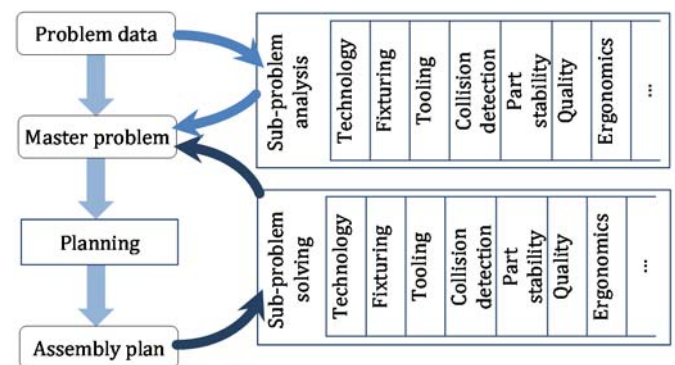 Problem data
Master problem
Planning
Assembly plan
Sub-problem
analysis
Technology
Fixturing
Tooling
Collision
detection
Part
stability
Quality
Ergonomics
...
Sub-problem
solving
Technology
Fixturing
Tooling
Collision
detection
Part
stability
Quality
Ergonomics
...